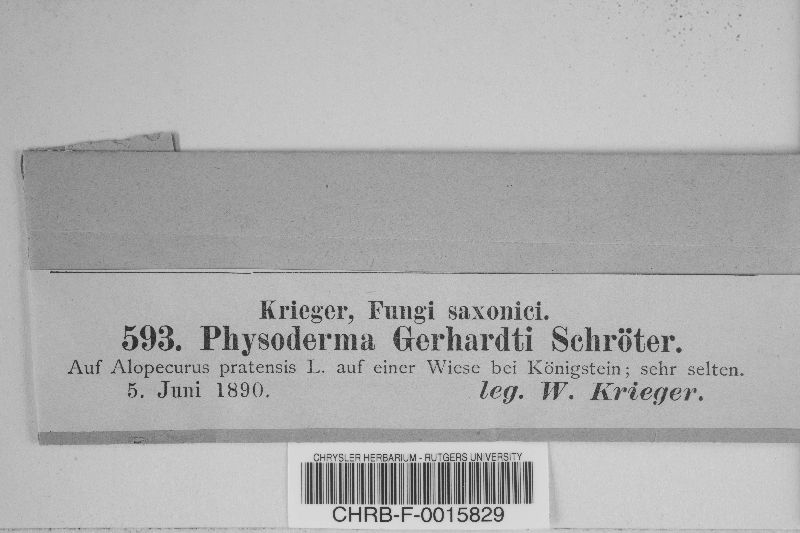 Krieger, Fungi saxonici.
593. Physoderma Gerhardti Schröter.
Auf Alopecurus pratensis L. auf einer Wiese bei Königstein; sehr selten.
5. Juni 1890. leg. W. Krieger.
CHRYSLER HERBARIUM - RUTGERS UNIVERSITY
CHRB-F-0015829